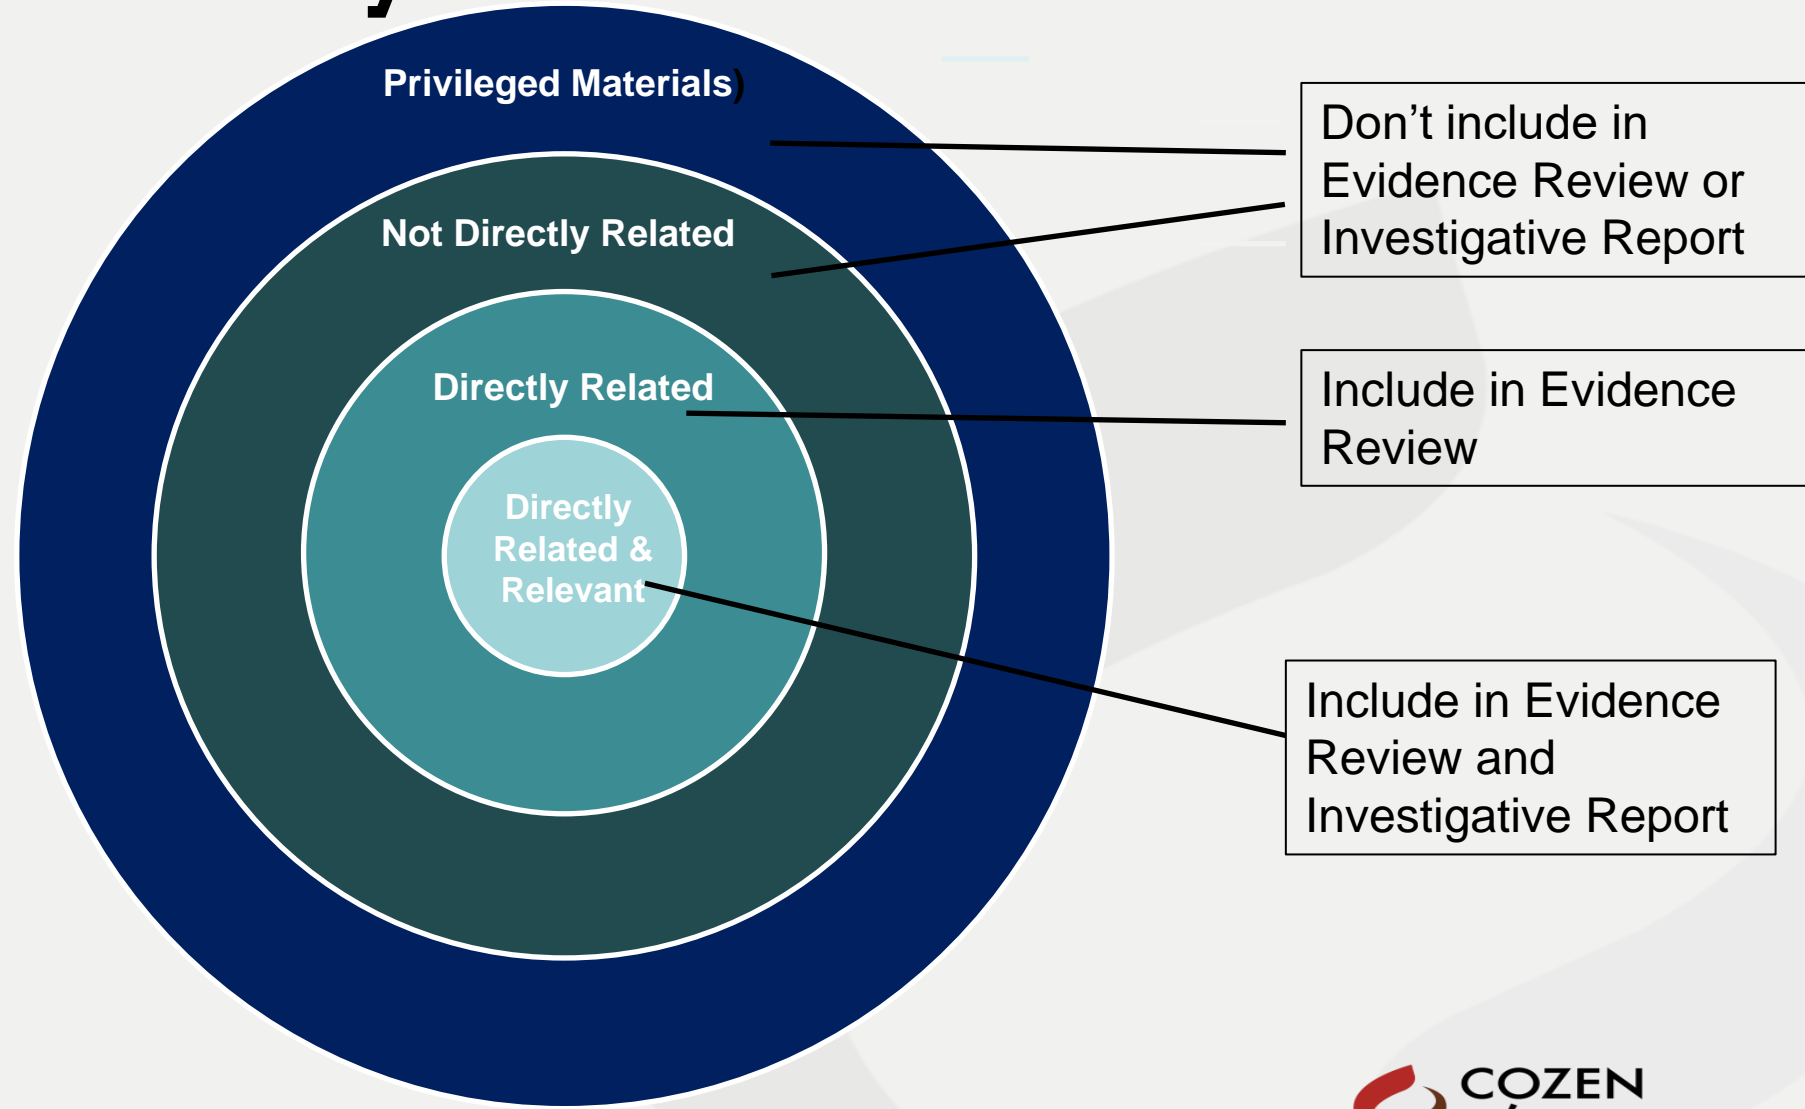 Privileged Materials)
Not Directly Related
Directly Related
Directly
Related &
Relevant
Don’t include in
Evidence Review or
Investigative Report
Include in Evidence
Review
Include in Evidence
Review and
Investigative Report
COZEN